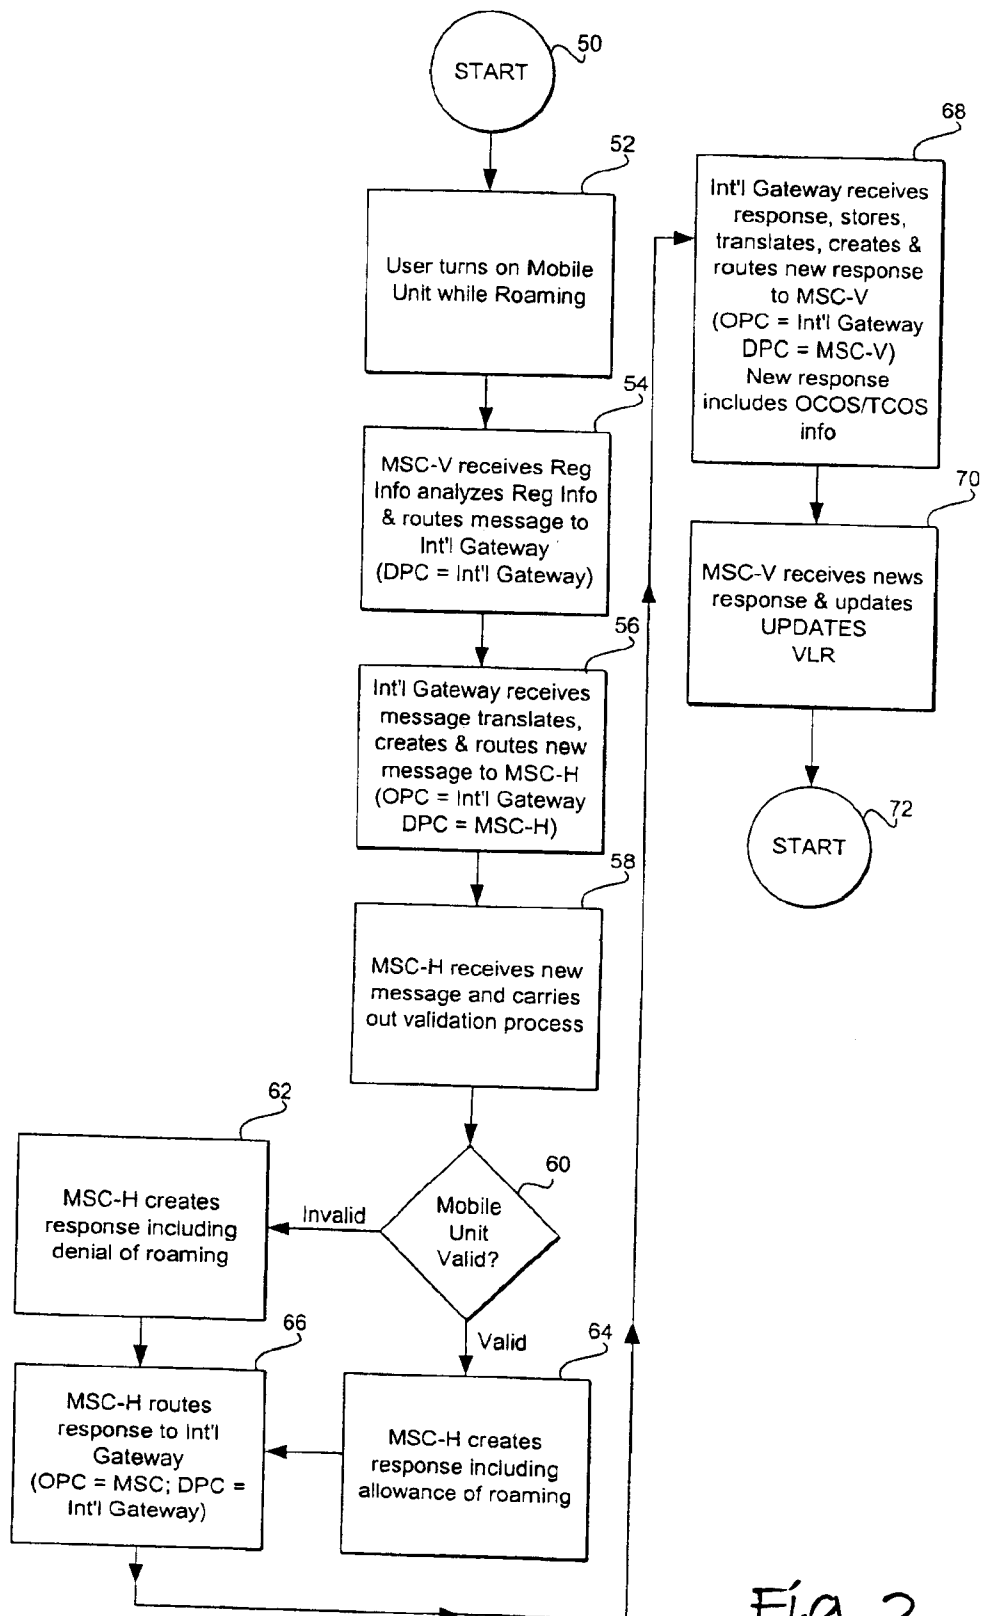 50
START
52
User turns on Mobile
Unit while Roaming
54
MSC-V receives Reg
Info analyzes Reg Info
& routes message to
Int'l Gateway
(DPC = Int'l Gateway)
56
Int'l Gateway receives
message translates,
creates & routes new
message to MSC-H
(OPC = Int'l Gateway
DPC = MSC-H)
58
MSC-H receives new
message and carries
out validation process
60
Mobile
Unit
Valid?
Invalid
Valid
62
MSC-H creates
response including
denial of roaming
64
MSC-H creates
response including
allowance of roaming
66
MSC-H routes
response to Int'l
Gateway
(OPC = MSC; DPC =
Int'l Gateway)
68
Int'l Gateway receives
response, stores,
translates, creates &
routes new response
to MSC-V
(OPC = Int'l Gateway
DPC = MSC-V)
New response
includes OCOS/TCOS
info
70
MSC-V receives news
response & updates
UPDATES
VLR
72
START
Fig. 2